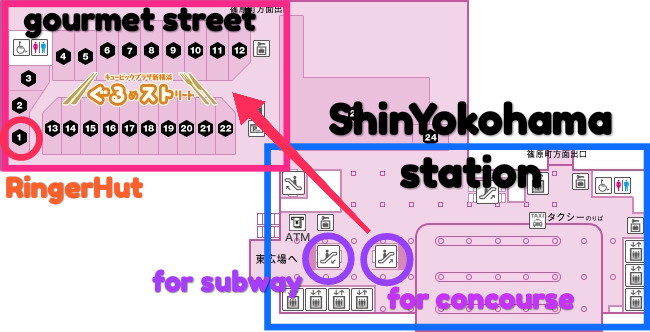 gourmet street
篠原町方面出口
4 5 6 7 8 9 10 11 12
3
キュービックプラザ新横浜
ぐるめストリート
2
1
13 14 15 16 17 18 19 20 21 22
24
RingerHut
ShinYokohama
station
篠原町方面出口
TAXI
タクシーのりば
ATM
東広場へ
for subway
for concourse